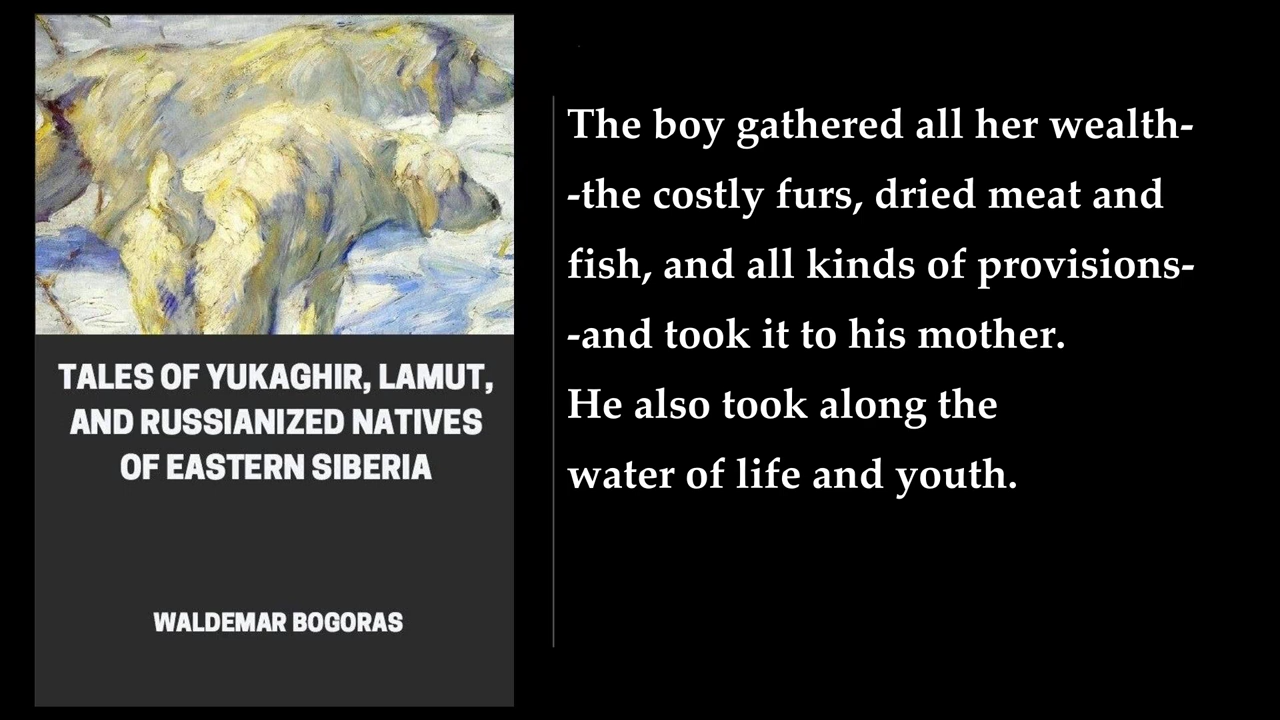 TALES OF YUKAGHIR, LAMUT,
AND RUSSIANIZED NATIVES
OF EASTERN SIBERIA
WALDEMAR BOGORAS
The boy gathered all her wealth-
-the costly furs, dried meat and
fish, and all kinds of provisions-
-and took it to his mother.
He also took along the
water of life and youth.